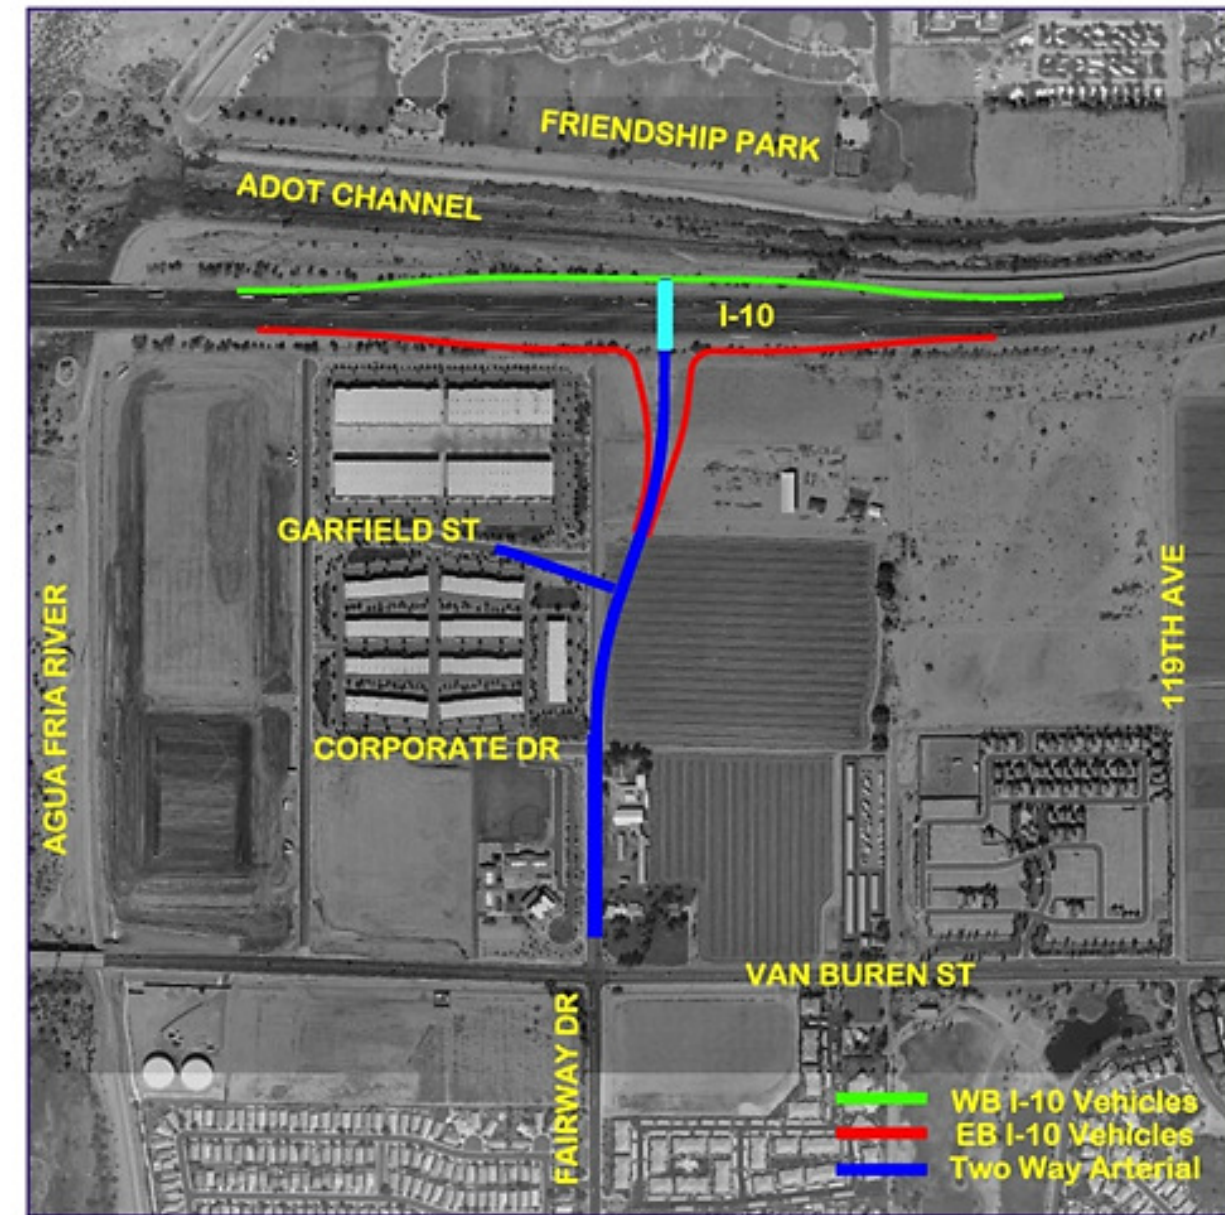 FRIENDSHIP PARK
ADOT CHANNEL
I-10
GARFIELD ST
119TH AVE
AGUA FRIA RIVER
CORPORATE DR
VAN BUREN ST
FAIRWAY DR
WB I-10 Vehicles
EB I-10 Vehicles
Two Way Arterial